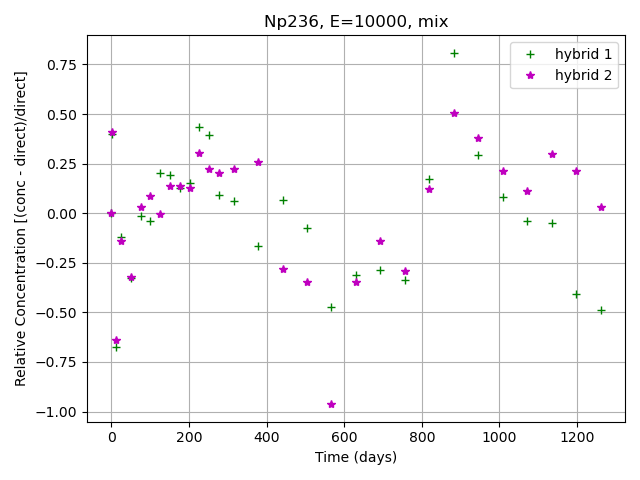 Np236, E=10000, mix
Relative Concentration [(conc - direct)/direct]
0.75
0.50
0.25
0.00
−0.25
−0.50
−0.75
−1.00
hybrid 1
hybrid 2
0 200 400 600 800 1000 1200
Time (days)